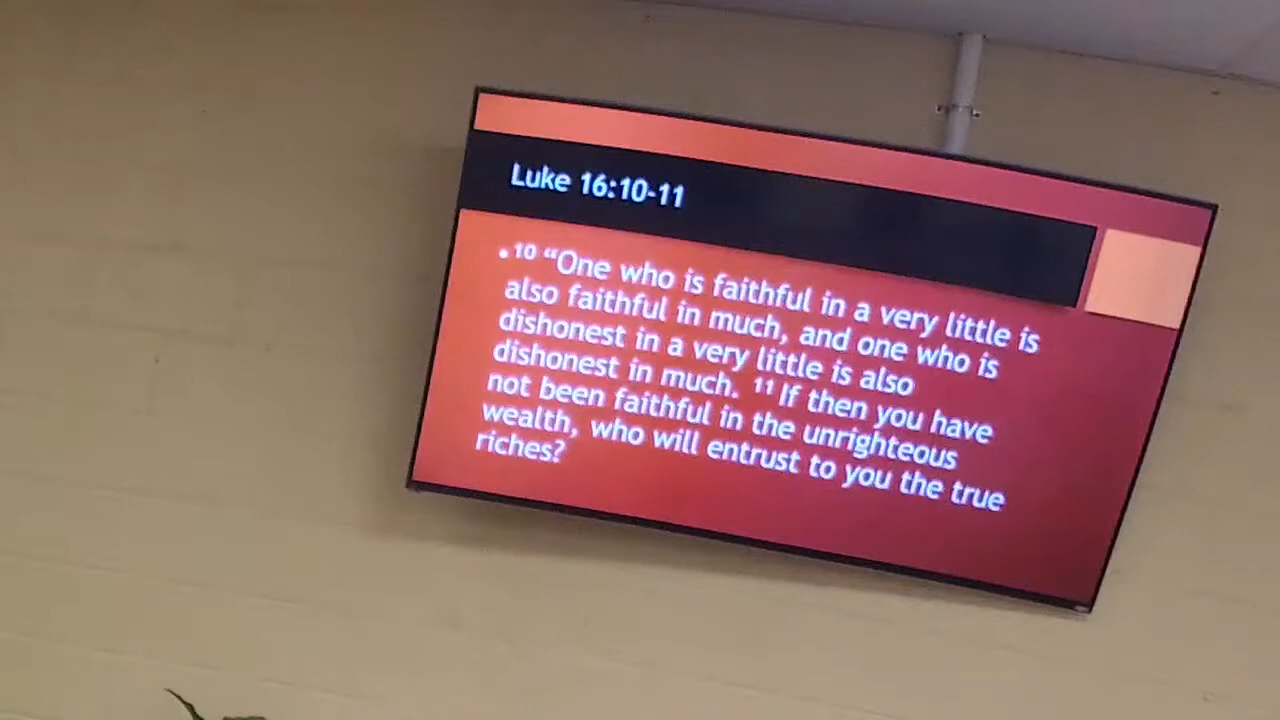 Luke 16:10-11
• 10 “One who is faithful in a very little is
also faithful in much, and one who is
dishonest in a very little is also
dishonest in much. 11 If then you have
not been faithful in the unrighteous
wealth, who will entrust to you the true
riches?